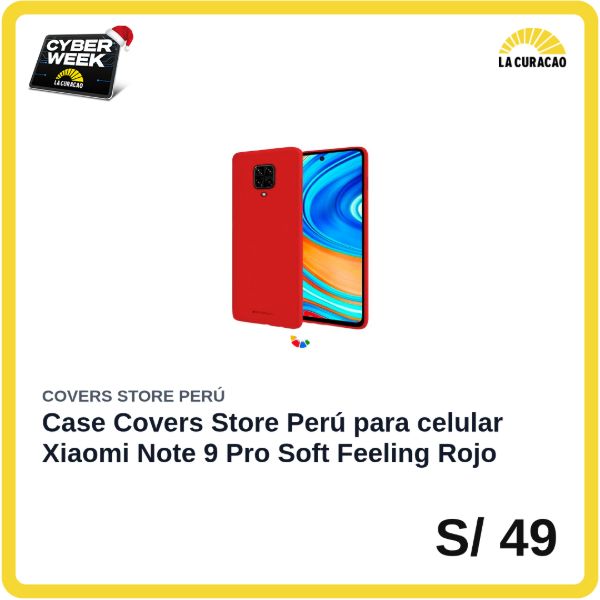 CYBER
WEEK
LA CURACAO
LA CURACAO
COVERS STORE PERÚ
Case Covers Store Perú para celular
Xiaomi Note 9 Pro Soft Feeling Rojo
S/ 49